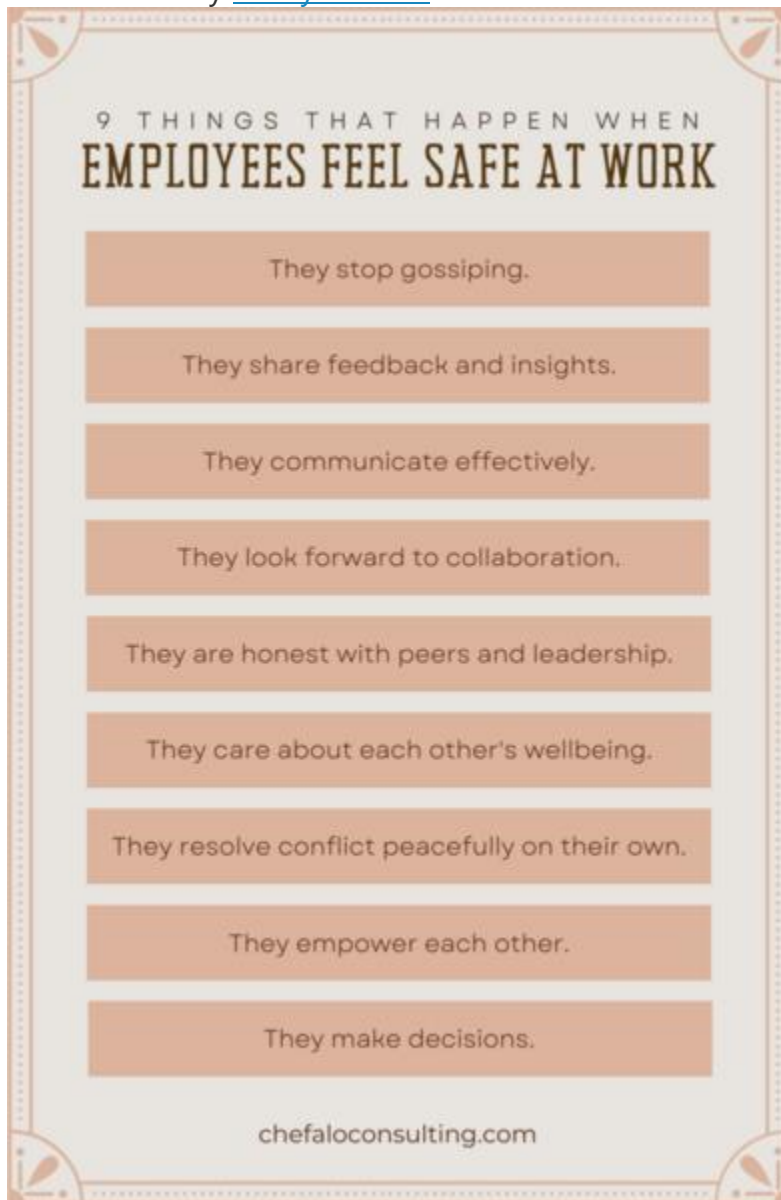 9 THINGS THAT HAPPEN WHEN
EMPLOYEES FEEL SAFE AT WORK
They stop gossiping.
They share feedback and insights.
They communicate effectively.
They look forward to collaboration.
They are honest with peers and leadership.
They care about each other's wellbeing.
They resolve conflict peacefully on their own.
They empower each other.
They make decisions.
chefaloconsulting.com